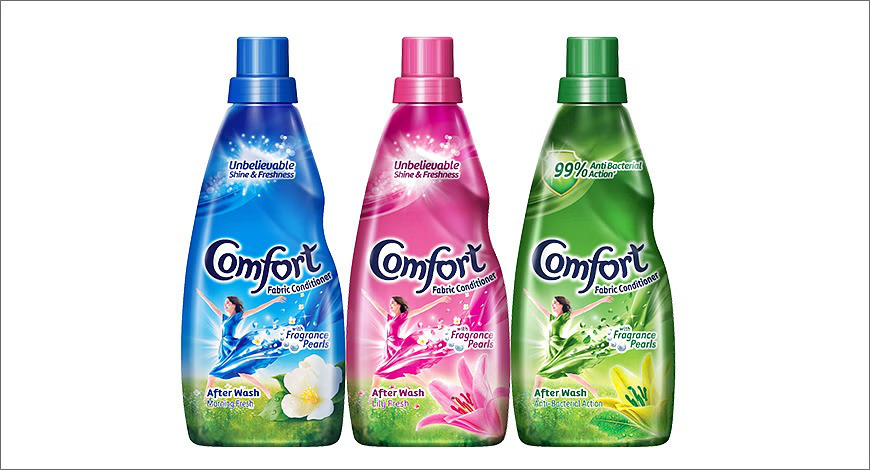 Unbelievable
Shine & Freshness
Comfort
Fabric Conditioner
with
Fragrance
Pearls
After Wash
Morning Fresh
Unbelievable
Shine & Freshness
Comfort
Fabric Conditioner
with
Fragrance
Pearls
After Wash
Lily Fresh
99% Anti Bacterial
Action*
Comfort
Fabric Conditioner
with
Fragrance
Pearls
After Wash
Anti-Bacterial Action